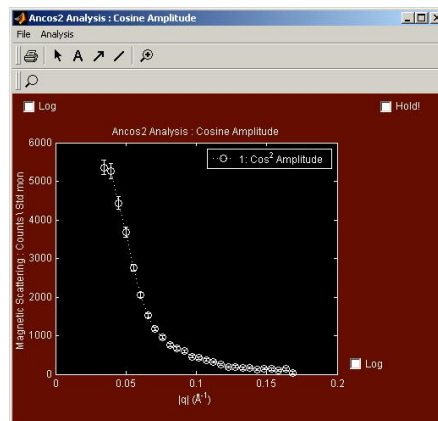 Ancos2 Analysis : Cosine Amplitude
File Analysis
A
Log
Hold!
Ancos2 Analysis : Cosine Amplitude
1: Cos² Amplitude
Magnetic Scattering : Counts \ Std mon
6000
5000
4000
3000
2000
1000
0
Log
0 0.05 0.1 0.15 0.2
|q| (Å⁻¹)